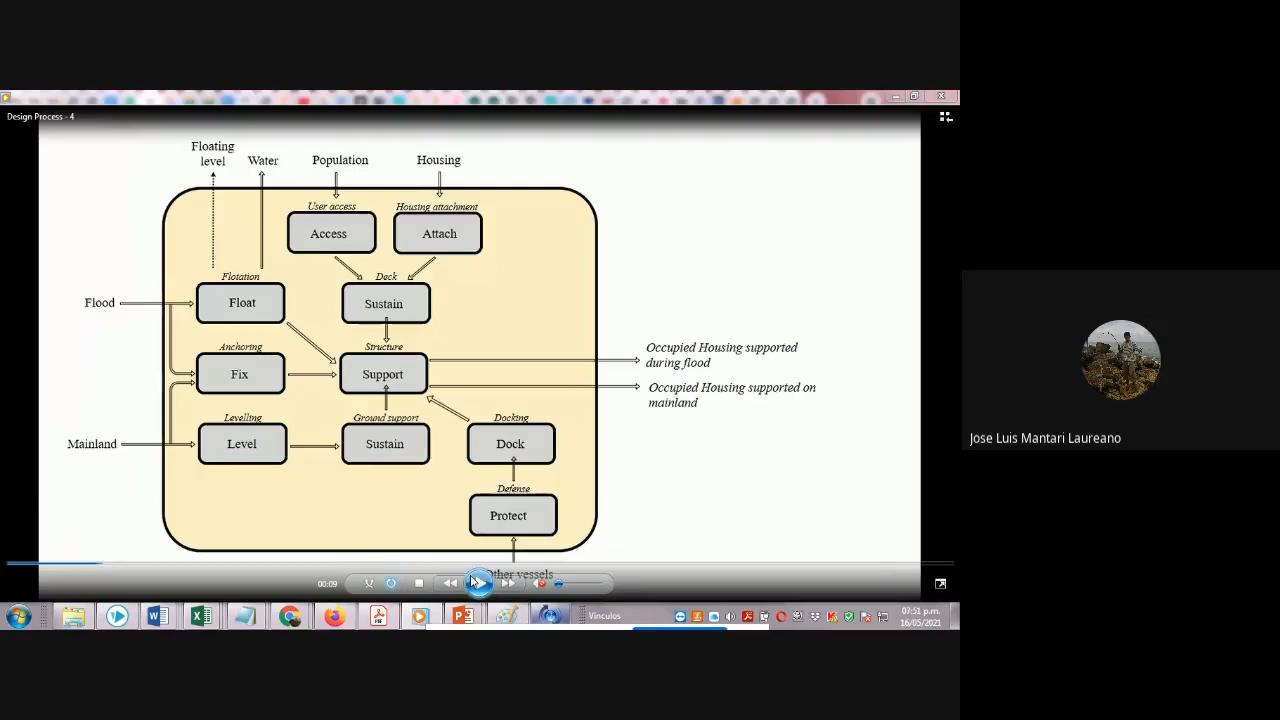 Design Process - 4
Floating
level
Water
Population
Housing
User access
Access
Housing attachment
Attach
Flotation
Float
Deck
Sustain
Flood
Anchoring
Fix
Structure
Support
Occupied Housing supported
during flood
Occupied Housing supported on
mainland
Mainland
Levelling
Level
Ground support
Sustain
Docking
Dock
Defense
Protect
Other vessels
00:09
Vínculos
07:51 p.m.
16/05/2021
Jose Luis Mantari Laureano